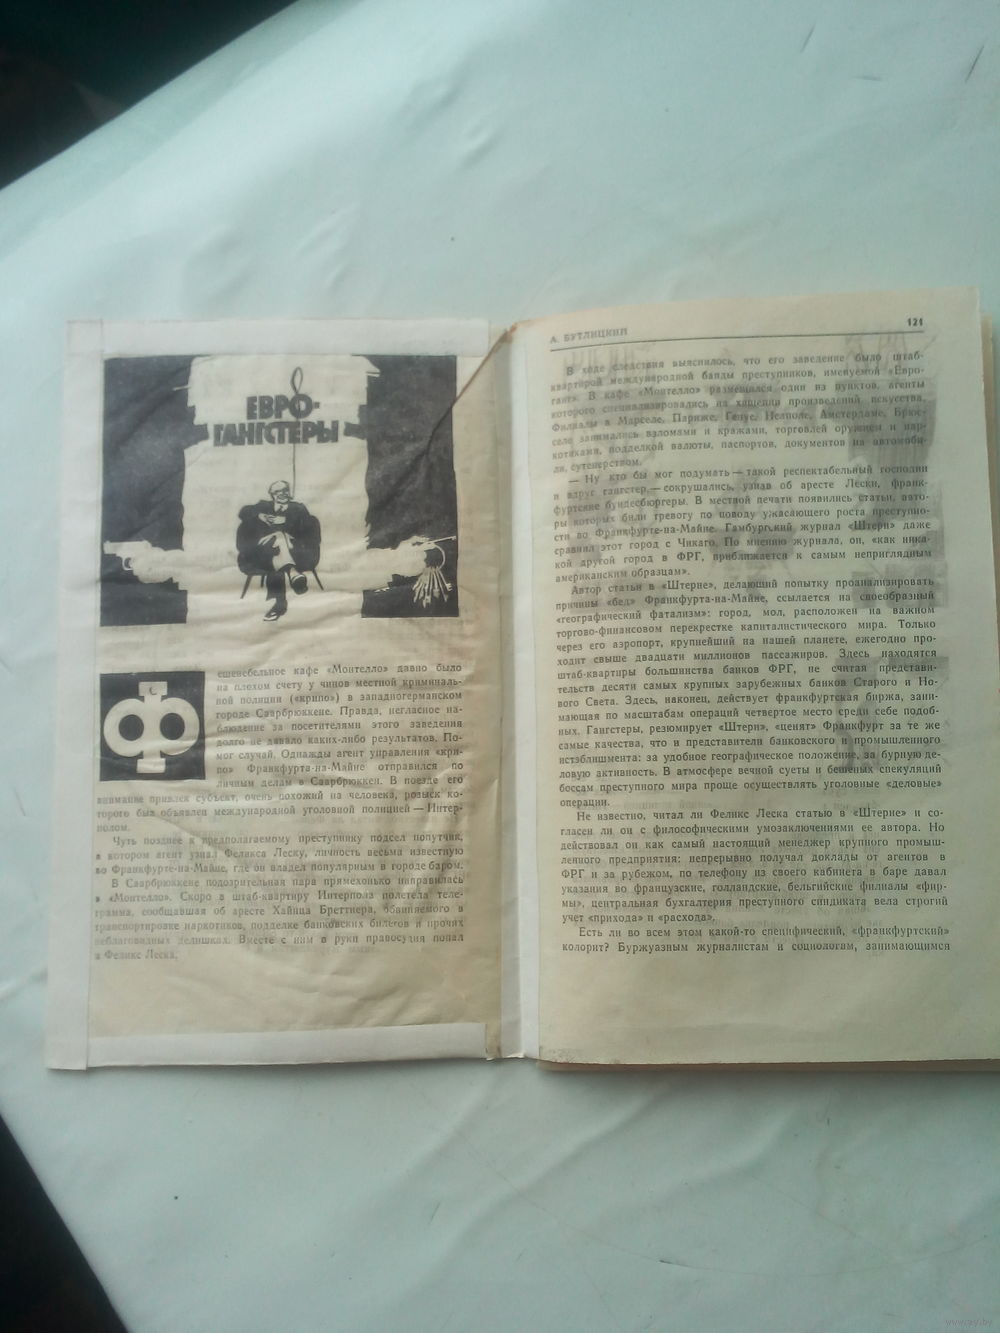 ЕВРО-
ГАНГСТЕРЫ
Фешенебельное кафе «Монтелло» давно было
на плохом счету у чинов местной криминаль-
ной полиции («крипо») в западногерманском
городе Саарбрюккене. Правда, негласное на-
блюдение за посетителями этого заведения
долго не давало каких-либо результатов. По-
мог случай. Однажды агент управления «кри-
по» Франкфурта-на-Майне отправился по
личным делам в Саарбрюккен. В поезде его
внимание привлек субъект, очень похожий на человека, розыск ко-
торого был объявлен международной уголовной полицией — Интер-
полом.
Чуть позднее к предполагаемому преступнику подсел попутчик,
в котором агент узнал Феликса Леску, личность весьма известную
во Франкфурте-на-Майне, где он владел популярным в городе баром.
В Саарбрюккене подозрительная пара прямехонько направилась
в «Монтелло». Скоро в штаб-квартиру Интерпола полетела теле-
грамма, сообщавшая об аресте Хайнца Бреттнера, обвиняемого в
транспортировке наркотиков, подделке банковских билетов и прочих
неблаговидных делишках. Вместе с ним в руки правосудия попал
и Феликс Леска.
А. БУТЛИЦКИЙ
121
В ходе следствия выяснилось, что его заведение было штаб-
квартирой международной банды преступников, именуемой «Евро-
ганг». В кафе «Монтелло» размещался один из пунктов, агенты
которого специализировались на хищении произведений искусства.
Филиалы в Марселе, Париже, Генуе, Неаполе, Амстердаме, Брюс-
селе занимались взломами и кражами, торговлей оружием и нар-
котиками, подделкой валюты, паспортов, документов на автомоби-
ли, сутенерством.
— Ну кто бы мог подумать — такой респектабельный господин
и вдруг гангстер,— сокрушались, узнав об аресте Лески, франк-
фуртские бундесбюргеры. В местной печати появились статьи, авто-
ры которых били тревогу по поводу ужасающего роста преступно-
сти во Франкфурте-на-Майне. Гамбургский журнал «Штерн» даже
сравнил этот город с Чикаго. По мнению журнала, он, «как ника-
кой другой город в ФРГ, приближается к самым неприглядным
американским образцам».
Автор статьи в «Штерне», делающий попытку проанализировать
причины «бед» Франкфурта-на-Майне, ссылается на своеобразный
«географический фатализм»: город, мол, расположен на важном
торгово-финансовом перекрестке капиталистического мира. Только
через его аэропорт, крупнейший на нашей планете, ежегодно про-
ходит свыше двадцати миллионов пассажиров. Здесь находятся
штаб-квартиры большинства банков ФРГ, не считая представи-
тельств десяти самых крупных зарубежных банков Старого и Но-
вого Света. Здесь, наконец, действует франкфуртская биржа, зани-
мающая по масштабам операций четвертое место среди себе подоб-
ных. Гангстеры, резюмирует «Штерн», «ценят» Франкфурт за те же
самые качества, что и представители банковского и промышленного
истэблишмента: за удобное географическое положение, за бурную де-
ловую активность. В атмосфере вечной суеты и бешеных спекуляций
боссам преступного мира проще осуществлять уголовные «деловые»
операции.
Не известно, читал ли Феликс Леска статью в «Штерне» и со-
гласен ли он с философическими умозаключениями ее автора. Но
действовал он как самый настоящий менеджер крупного промыш-
ленного предприятия: непрерывно получал доклады от агентов в
ФРГ и за рубежом, по телефону из своего кабинета в баре давал
указания во французские, голландские, бельгийские филиалы «фир-
мы», центральная бухгалтерия преступного синдиката вела строгий
учет «прихода» и «расхода».
Есть ли во всем этом какой-то специфический, «франкфуртский»
колорит? Буржуазным журналистам и социологам, занимающимся
www.ay.by